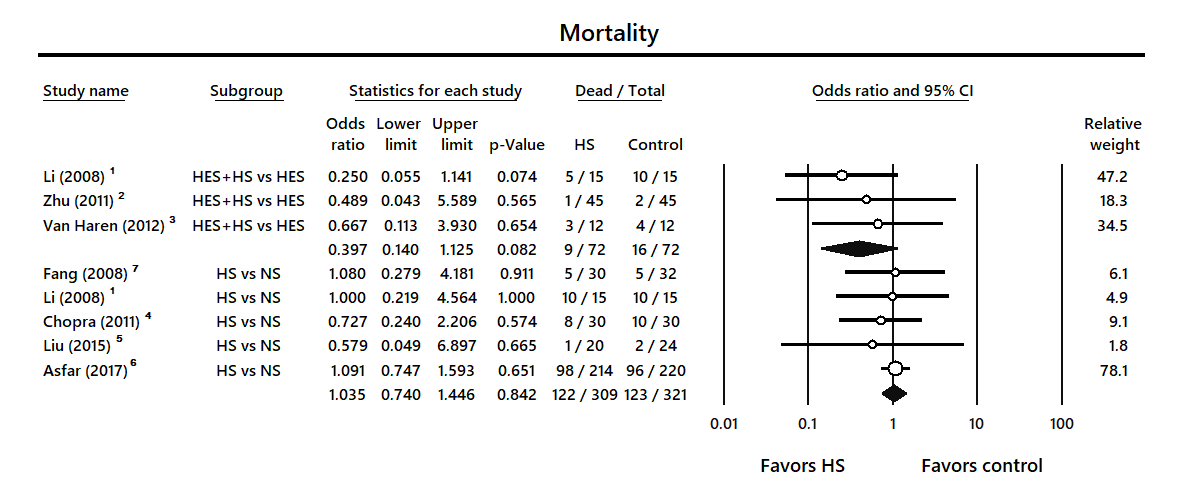 Mortality
Study name Subgroup Statistics for each study Dead / Total Odds ratio and 95% CI
Odds Lower Upper Relative
ratio limit limit p-Value HS Control weight
Li (2008) 1 HES+HS vs HES 0.250 0.055 1.141 0.074 5 / 15 10 / 15 47.2
Zhu (2011) 2 HES+HS vs HES 0.489 0.043 5.589 0.565 1 / 45 2 / 45 18.3
Van Haren (2012) 3 HES+HS vs HES 0.667 0.113 3.930 0.654 3 / 12 4 / 12 34.5
0.397 0.140 1.125 0.082 9 / 72 16 / 72
Fang (2008) 7 HS vs NS 1.080 0.279 4.181 0.911 5 / 30 5 / 32 6.1
Li (2008) 1 HS vs NS 1.000 0.219 4.564 1.000 10 / 15 10 / 15 4.9
Chopra (2011) 4 HS vs NS 0.727 0.240 2.206 0.574 8 / 30 10 / 30 9.1
Liu (2015) 5 HS vs NS 0.579 0.049 6.897 0.665 1 / 20 2 / 24 1.8
Asfar (2017) 6 HS vs NS 1.091 0.747 1.593 0.651 98 / 214 96 / 220 78.1
1.035 0.740 1.446 0.842 122 / 309 123 / 321
0.01 0.1 1 10 100
Favors HS Favors control